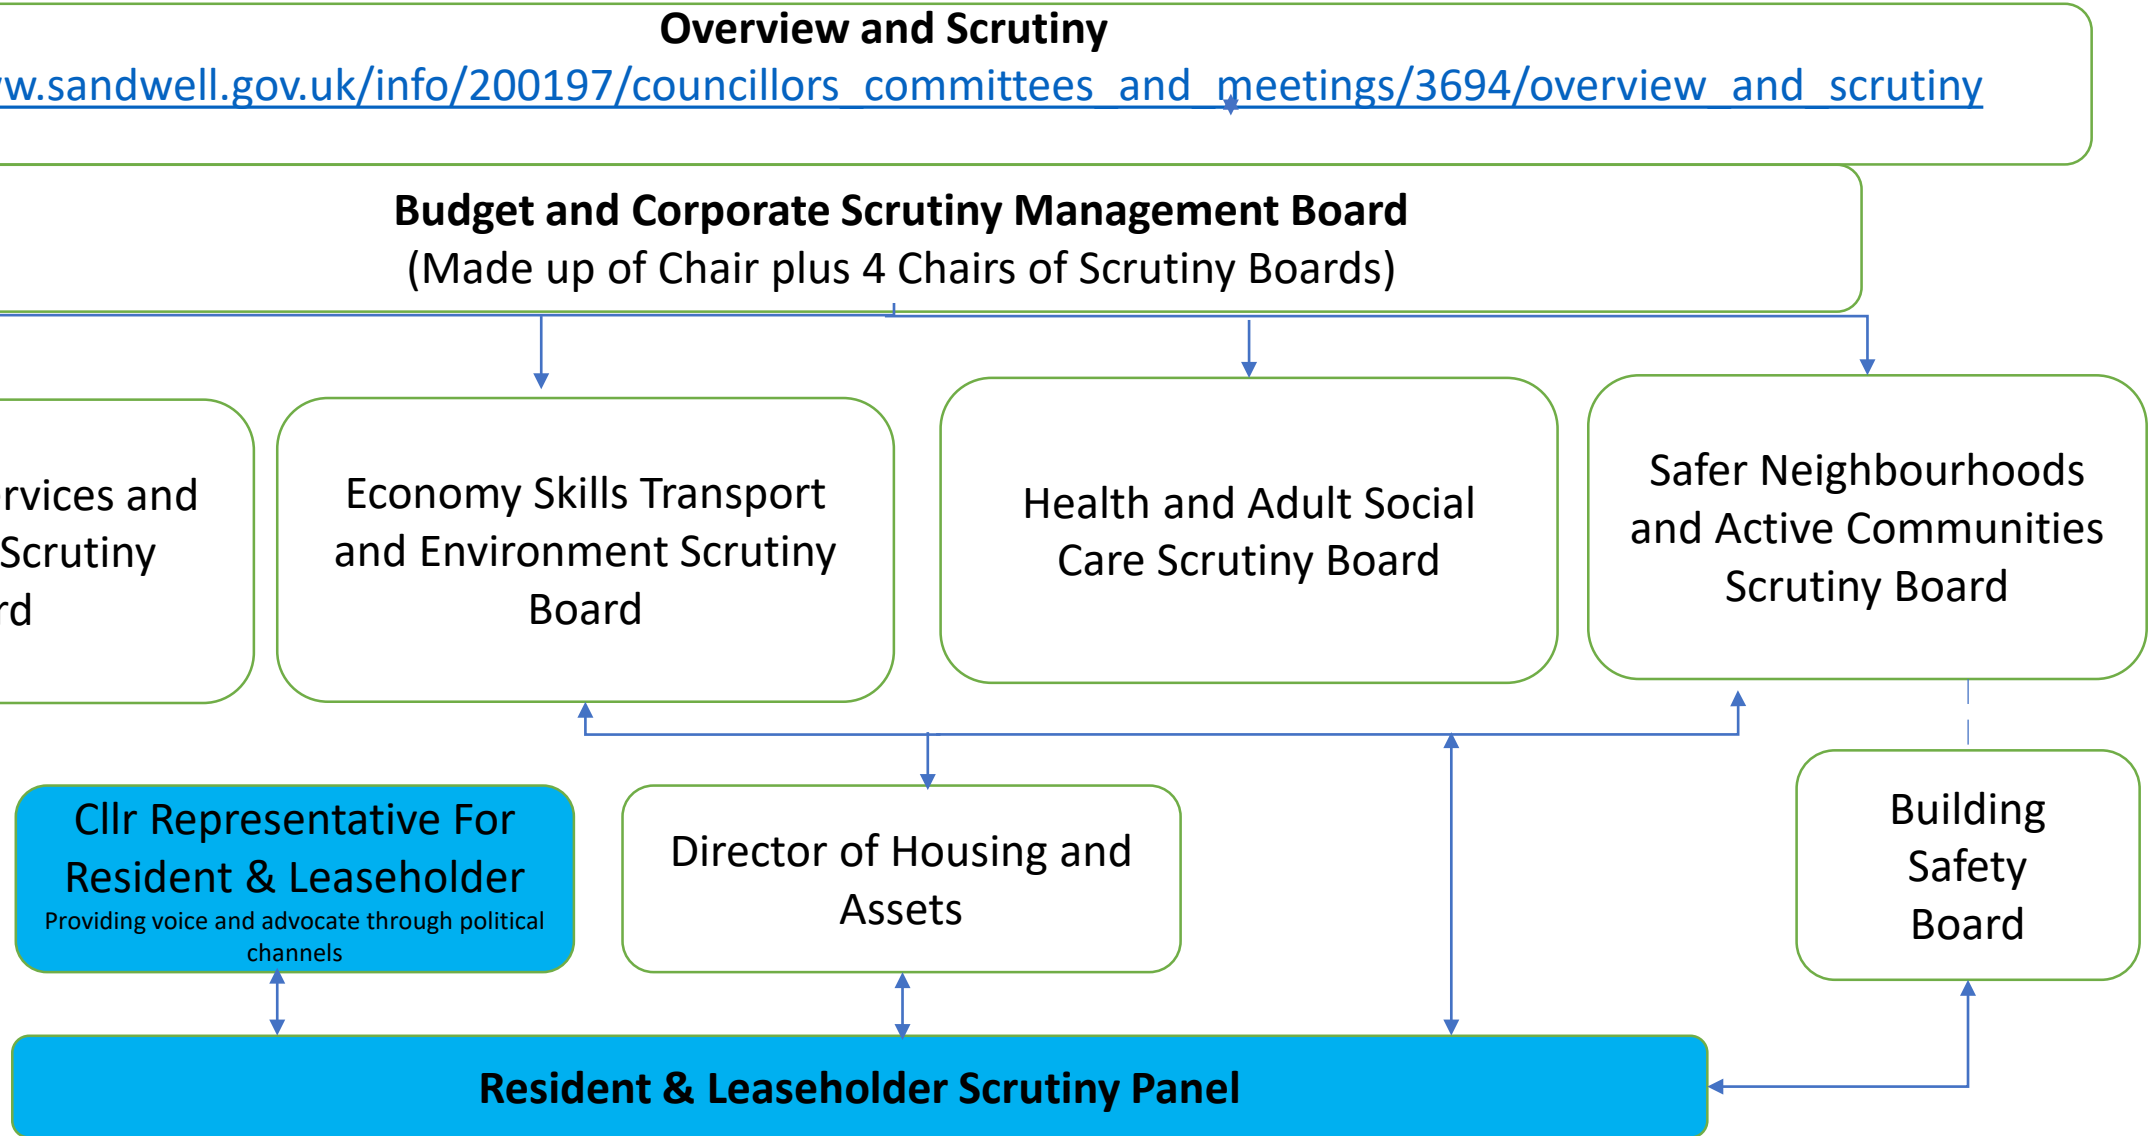 Overview and Scrutiny
w.sandwell.gov.uk/info/200197/councillors_committees_and_meetings/3694/overview_and_scrutiny
Budget and Corporate Scrutiny Management Board
(Made up of Chair plus 4 Chairs of Scrutiny Boards)
rvices and
Scrutiny
rd
Economy Skills Transport
and Environment Scrutiny
Board
Health and Adult Social
Care Scrutiny Board
Safer Neighbourhoods
and Active Communities
Scrutiny Board
Cllr Representative For
Resident & Leaseholder
Providing voice and advocate through political
channels
Director of Housing and
Assets
Building
Safety
Board
Resident & Leaseholder Scrutiny Panel